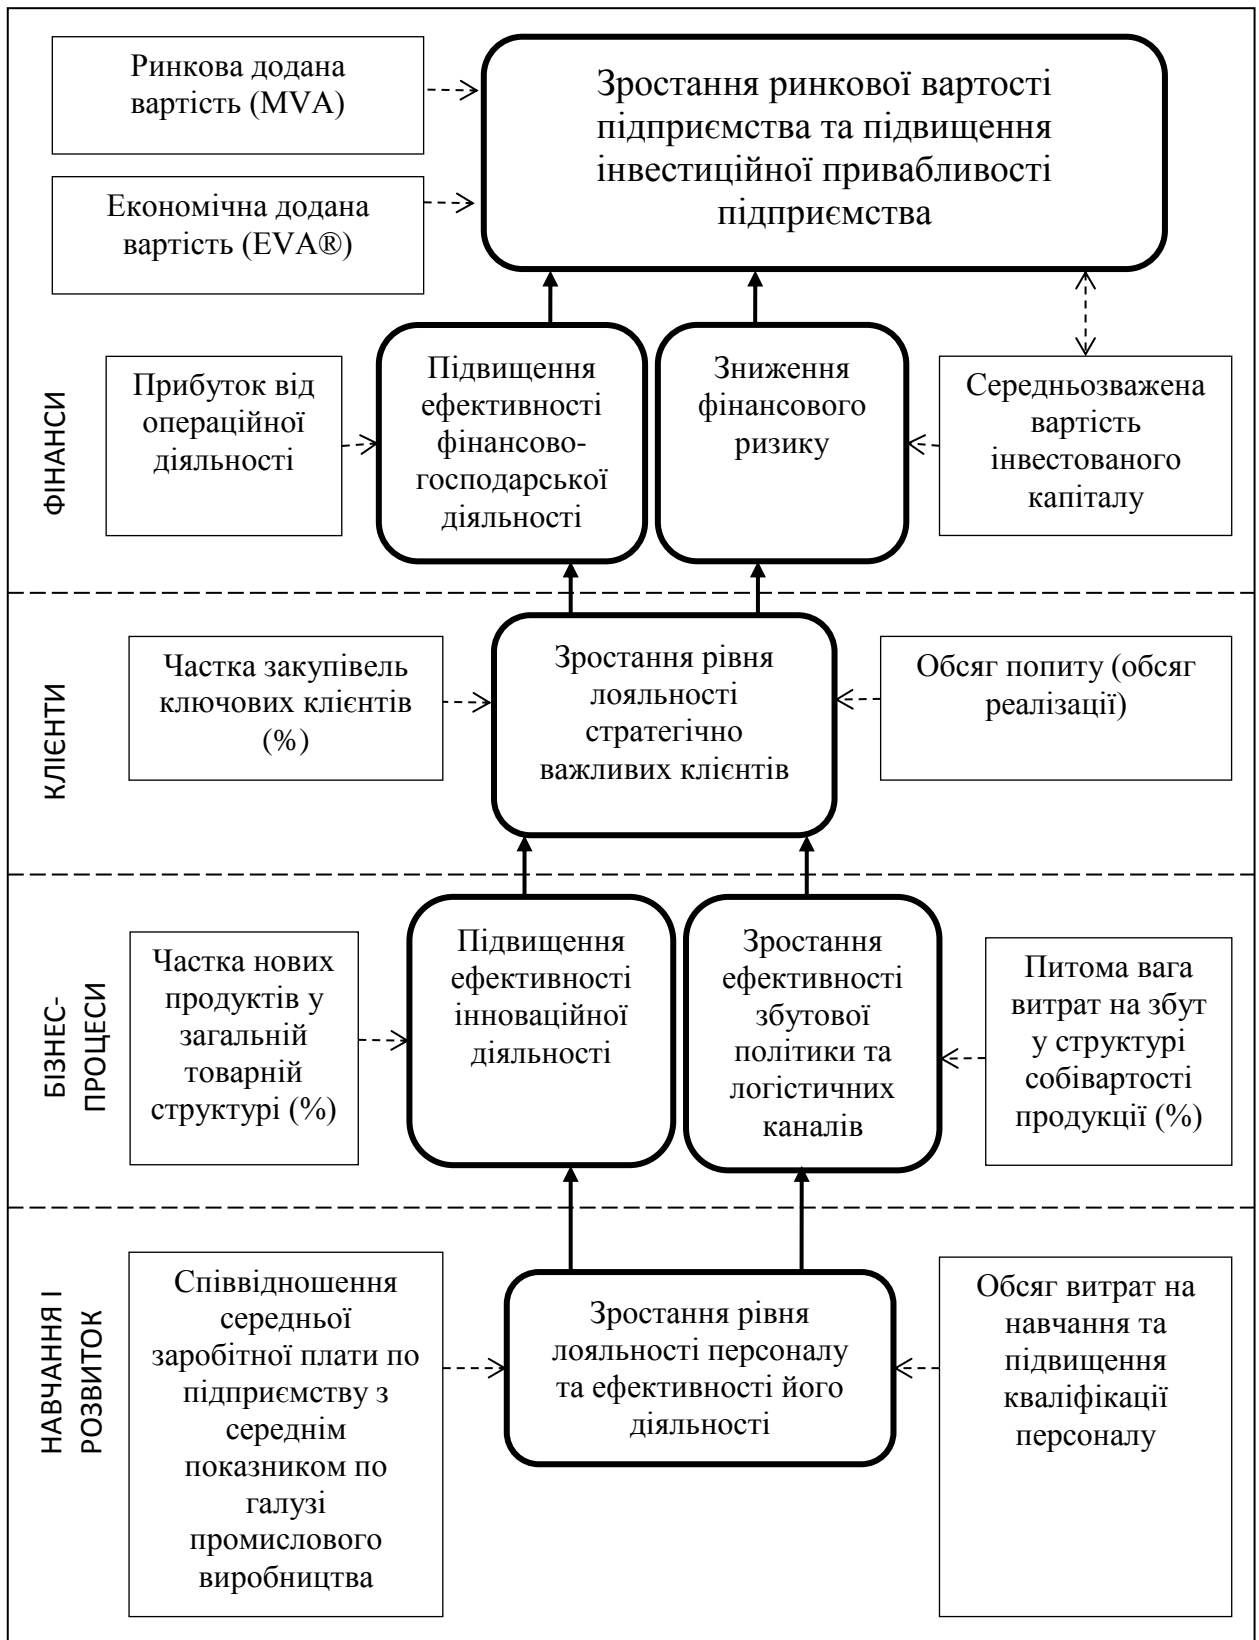 Ринкова додана
вартість (MVA)
Зростання ринкової вартості
підприємства та підвищення
інвестиційної привабливості
підприємства
Економічна додана
вартість (EVA®)
ФІНАНСИ
Прибуток від
операційної
діяльності
Підвищення
ефективності
фінансово-
господарської
діяльності
Зниження
фінансового
ризику
Середньозважена
вартість
інвестованого
капіталу
КЛІЄНТИ
Частка закупівель
ключових клієнтів
(%)
Зростання рівня
лояльності
стратегічно
важливих клієнтів
Обсяг попиту (обсяг
реалізації)
БІЗНЕС-
ПРОЦЕСИ
Частка нових
продуктів у
загальній
товарній
структурі (%)
Підвищення
ефективності
інноваційної
діяльності
Зростання
ефективності
збутової
політики та
логістичних
каналів
Питома вага
витрат на збут
у структурі
собівартості
продукції (%)
НАВЧАННЯ І
РОЗВИТОК
Співвідношення
середньої
заробітної плати по
підприємству з
середнім
показником по
галузі
промислового
виробництва
Зростання рівня
лояльності персоналу
та ефективності його
діяльності
Обсяг витрат на
навчання та
підвищення
кваліфікації
персоналу